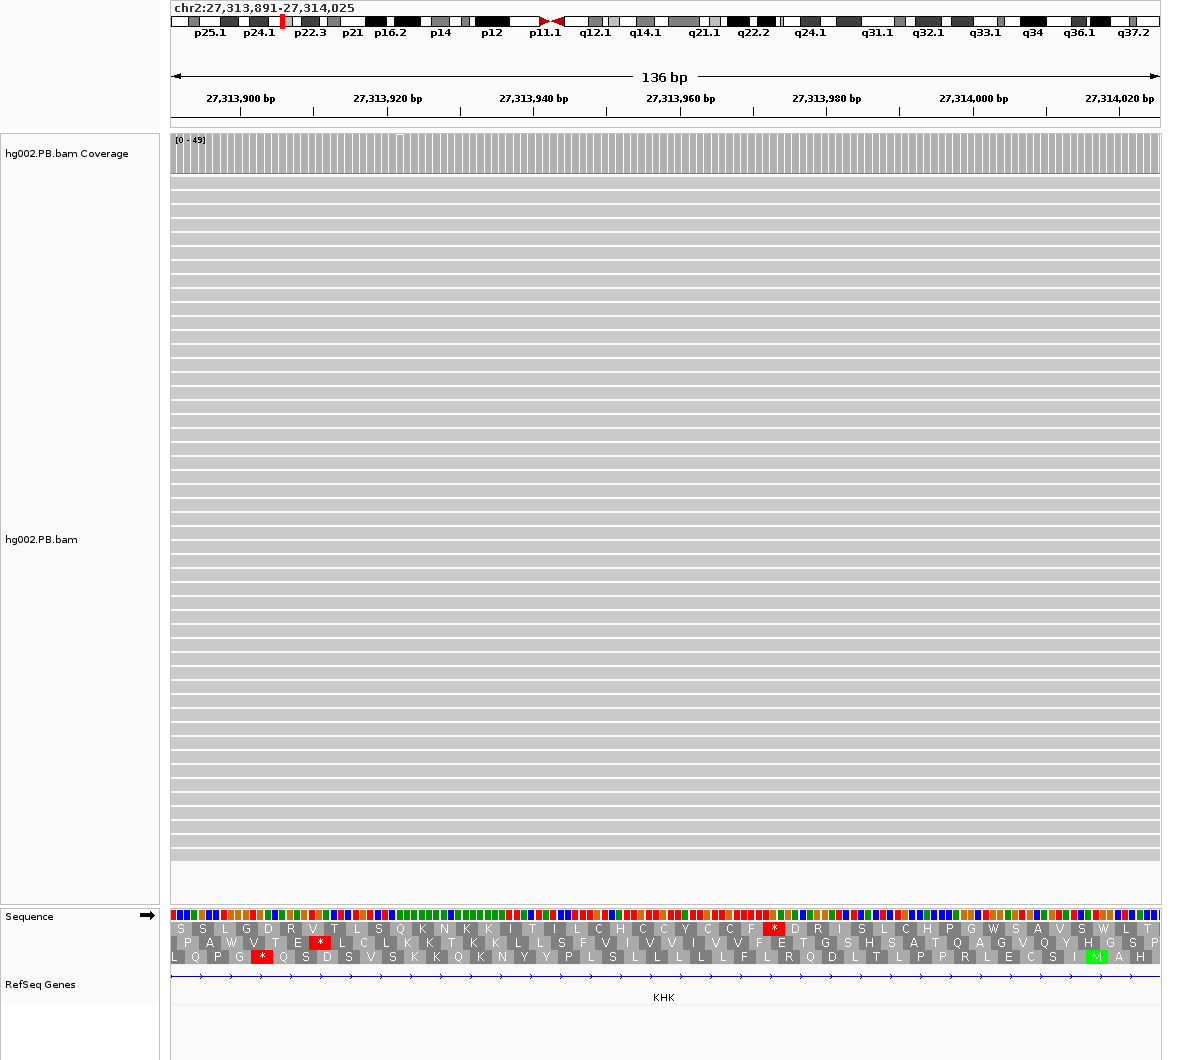 chr2:27,313,891-27,314,025
p25.1 p24.1 p22.3 p21 p16.2 p14 p12 p11.1 q12.1 q14.1 q21.1 q22.2 q24.1 q31.1 q32.1 q33.1 q34 q36.1 q37.2
136 bp
27,313,900 bp 27,313,920 bp 27,313,940 bp 27,313,960 bp 27,313,980 bp 27,314,000 bp 27,314,020 bp
[0 - 49]
hg002.PB.bam Coverage
hg002.PB.bam
Sequence
S S L G D R V T L S Q K N K K I T I L C H C C Y C C F * D R I S L C H P G W S A V S W L T
P A W V T E * L C L K K T K K L L S F V I V V I V V F E T G S H S A T Q A G V Q Y H G S P
L Q P G * Q S D S V S K K Q K N Y Y P L S L L L L L F L R Q D L T L P P R L E C S I M A H
RefSeq Genes
KHK